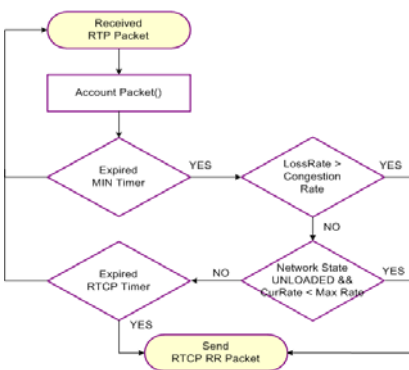 Received
RTP Packet
Account Packet()
Expired
MIN Timer
YES
LossRate >
Congestion
Rate
YES
NO
Expired
RTCP Timer
NO
Network State
UNLOADED &&
CurRate < Max Rate
YES
YES
Send
RTCP RR Packet